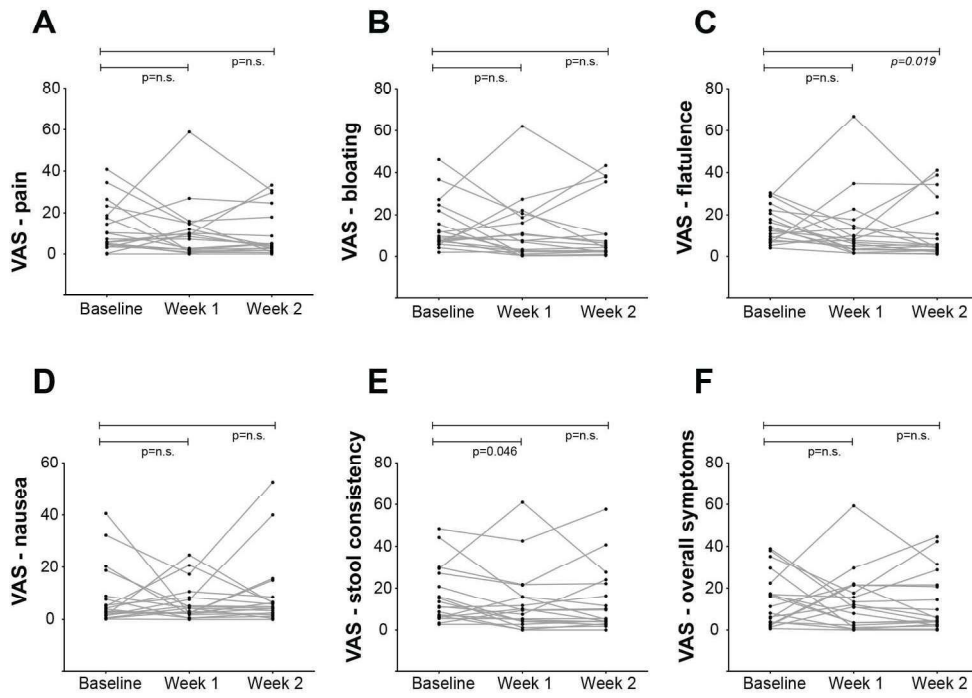 A
p=n.s.
p=n.s.
VAS - pain
80
60
40
20
0
Baseline Week 1 Week 2
B
p=n.s.
p=n.s.
VAS - bloating
80
60
40
20
0
Baseline Week 1 Week 2
C
p=0.019
p=n.s.
VAS - flatulence
80
60
40
20
0
Baseline Week 1 Week 2
D
p=n.s.
p=n.s.
VAS - nausea
60
40
20
0
Baseline Week 1 Week 2
E
p=n.s.
p=0.046
VAS - stool consistency
80
60
40
20
0
Baseline Week 1 Week 2
F
p=n.s.
p=n.s.
VAS - overall symptoms
80
60
40
20
0
Baseline Week 1 Week 2